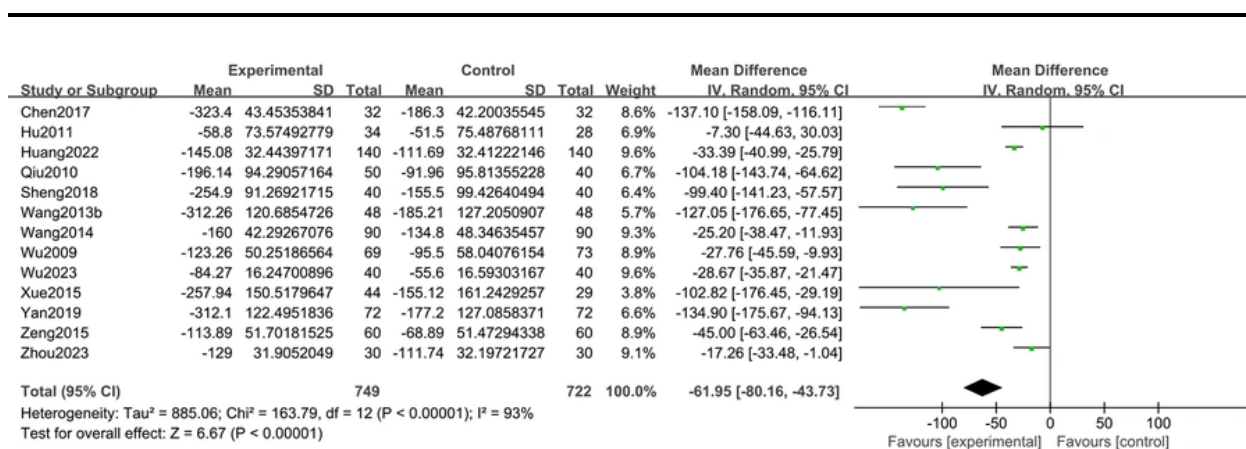 Experimental Control Mean Difference Mean Difference
Study or Subgroup Mean SD Total Mean SD Total Weight IV, Random, 95% CI IV, Random, 95% CI
Chen2017 -323.4 43.45353841 32 -186.3 42.20035545 32 8.6% -137.10 [-158.09, -116.11]
Hu2011 -58.8 73.57492779 34 -51.5 75.48768111 28 6.9% -7.30 [-44.63, 30.03]
Huang2022 -145.08 32.44397171 140 -111.69 32.41222146 140 9.6% -33.39 [-40.99, -25.79]
Qiu2010 -196.14 94.29057164 50 -91.96 95.81355228 40 6.7% -104.18 [-143.74, -64.62]
Sheng2018 -254.9 91.26921715 40 -155.5 99.42640494 40 6.4% -99.40 [-141.23, -57.57]
Wang2013b -312.26 120.6854726 48 -185.21 127.2050907 48 5.7% -127.05 [-176.65, -77.45]
Wang2014 -160 42.29267076 90 -134.8 48.34635457 90 9.3% -25.20 [-38.47, -11.93]
Wu2009 -123.26 50.25186564 69 -95.5 58.04076154 73 8.9% -27.76 [-45.59, -9.93]
Wu2023 -84.27 16.24700896 40 -55.6 16.59303167 40 9.6% -28.67 [-35.87, -21.47]
Xue2015 -257.94 150.5179647 44 -155.12 161.2429257 29 3.8% -102.82 [-176.45, -29.19]
Yan2019 -312.1 122.4951836 72 -177.2 127.0858371 72 6.5% -134.90 [-175.67, -94.13]
Zeng2015 -113.89 51.70181525 60 -68.89 51.47294338 60 8.9% -45.00 [-63.46, -26.54]
Zhou2023 -129 31.9052049 30 -111.74 32.19721727 30 9.1% -17.26 [-33.48, -1.04]
Total (95% CI) 749 722 100.0% -61.95 [-80.16, -43.73]
Heterogeneity: Tau² = 885.06; Chi² = 163.79, df = 12 (P < 0.00001); I² = 93%
Test for overall effect: Z = 6.67 (P < 0.00001)
-100 -50 0 50 100
Favours [experimental] Favours [control]